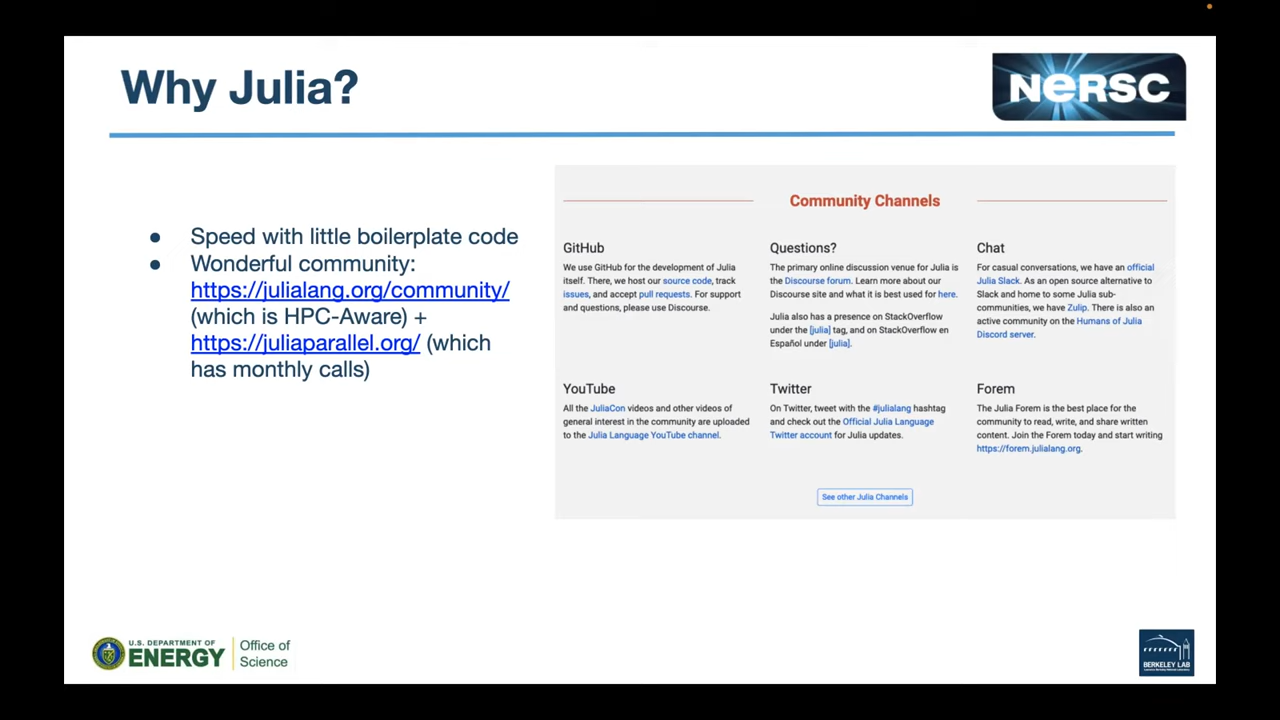 Why Julia?
NERSC
● Speed with little boilerplate code
● Wonderful community:
https://julialang.org/community/
(which is HPC-Aware) +
https://juliaparallel.org/ (which
has monthly calls)
Community Channels
GitHub
We use GitHub for the development of Julia
itself. There, we host our source code, track
issues, and accept pull requests. For support
and questions, please use Discourse.
Questions?
The primary online discussion venue for Julia is
the Discourse forum. Learn more about our
Discourse site and what it is best used for here.
Julia also has a presence on StackOverflow
under the [julia] tag, and on StackOverflow en
Español under [julia].
Chat
For casual conversations, we have an official
Julia Slack. As an open source alternative to
Slack and home to some Julia sub-
communities, we have Zulip. There is also an
active community on the Humans of Julia
Discord server.
YouTube
All the JuliaCon videos and other videos of
general interest in the community are uploaded
to the Julia Language YouTube channel.
Twitter
On Twitter, tweet with the #julialang hashtag
and check out the Official Julia Language
Twitter account for Julia updates.
Forem
The Julia Forem is the best place for the
community to read, write, and share written
content. Join the Forem today and start writing
https://forem.julialang.org.
See other Julia Channels
U.S. DEPARTMENT OF
ENERGY
Office of
Science
BERKELEY LAB